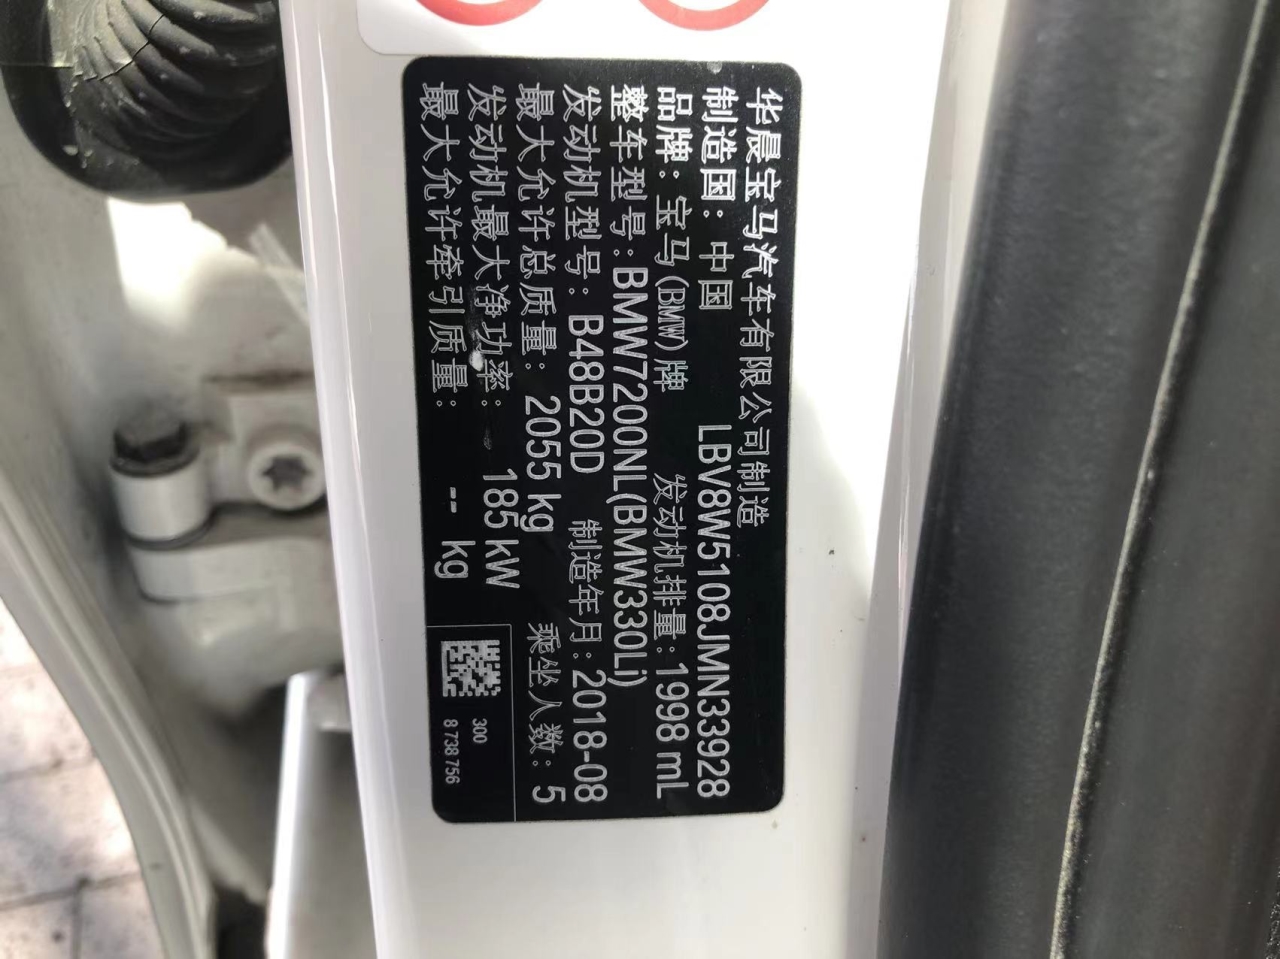 华晨宝马汽车有限公司制造
制造国：中国 LBV8W5108JMN33928
品牌：宝马(BMW)牌 发动机排量：1998 mL
整车型号：BMW7200NL(BMW330Li)
发动机型号：B48B20D 制造年月：2018-08
最大允许总质量：2055 kg 乘坐人数：5
发动机最大净功率：185 kW
最大允许牵引质量：-- kg
300
8 738 756